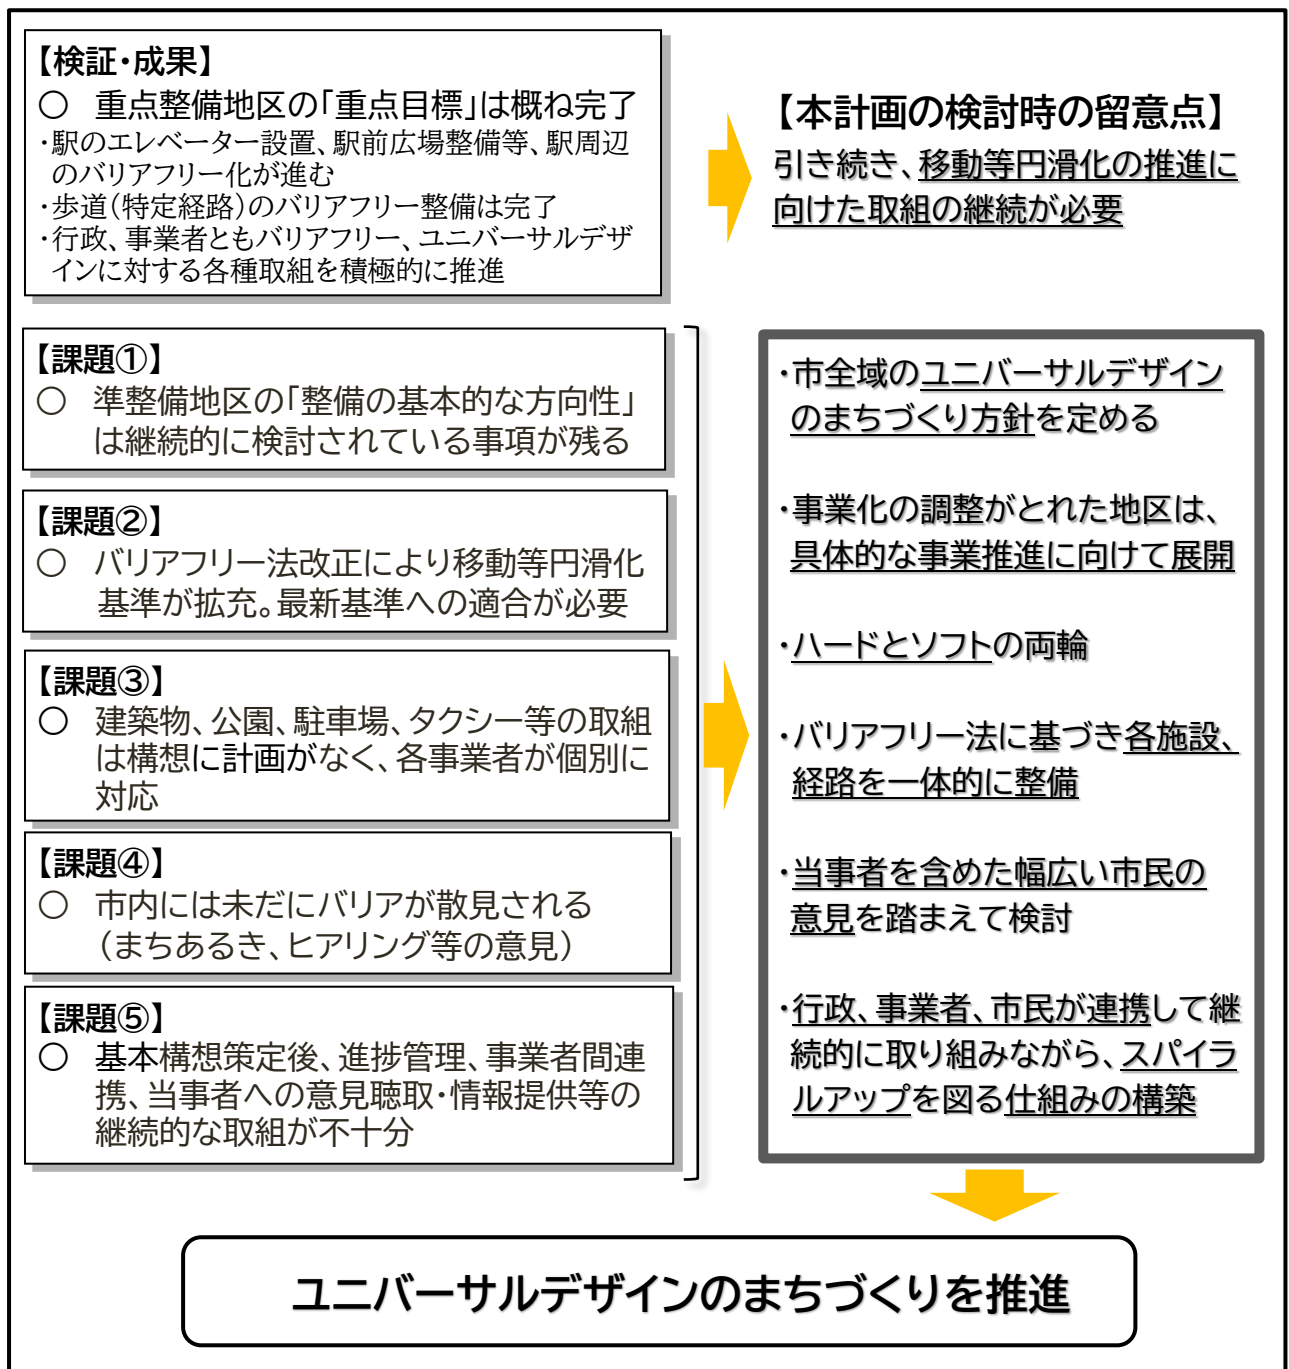 【検証・成果】
○ 重点整備地区の「重点目標」は概ね完了
・駅のエレベーター設置、駅前広場整備等、駅周辺
のバリアフリー化が進む
・歩道(特定経路)のバリアフリー整備は完了
・行政、事業者ともバリアフリー、ユニバーサルデザ
インに対する各種取組を積極的に推進
【本計画の検討時の留意点】
引き続き、移動等円滑化の推進に
向けた取組の継続が必要
【課題①】
○ 準整備地区の「整備の基本的な方向性」
は継続的に検討されている事項が残る
【課題②】
○ バリアフリー法改正により移動等円滑化
基準が拡充。最新基準への適合が必要
【課題③】
○ 建築物、公園、駐車場、タクシー等の取組
は構想に計画がなく、各事業者が個別に
対応
【課題④】
○ 市内には未だにバリアが散見される
(まちあるき、ヒアリング等の意見)
【課題⑤】
○ 基本構想策定後、進捗管理、事業者間連
携、当事者への意見聴取・情報提供等の
継続的な取組が不十分
・市全域のユニバーサルデザイン
のまちづくり方針を定める
・事業化の調整がとれた地区は、
具体的な事業推進に向けて展開
・ハードとソフトの両輪
・バリアフリー法に基づき各施設、
経路を一体的に整備
・当事者を含めた幅広い市民の
意見を踏まえて検討
・行政、事業者、市民が連携して継
続的に取り組みながら、スパイラ
ルアップを図る仕組みの構築
ユニバーサルデザインのまちづくりを推進